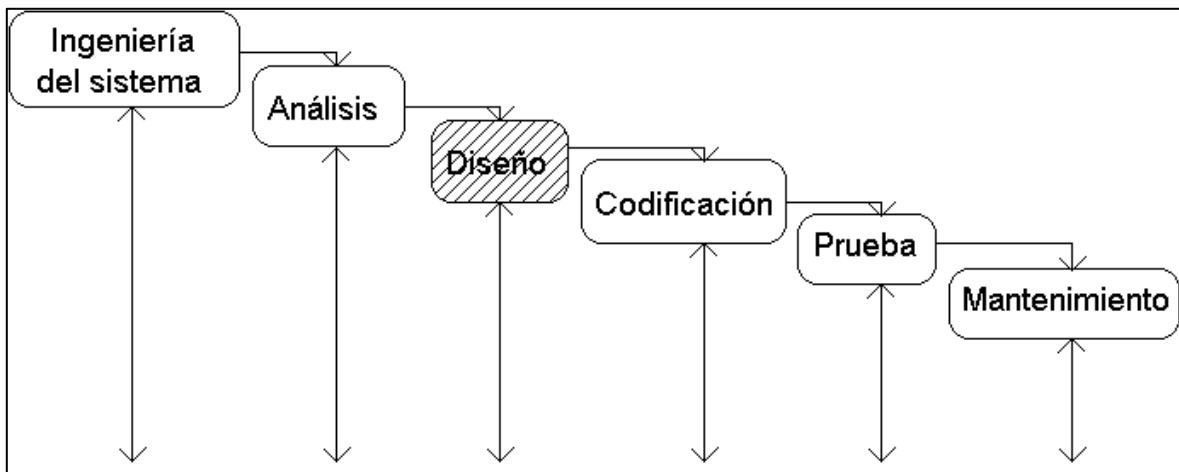 Ingeniería
del sistema
Análisis
Diseño
Codificación
Prueba
Mantenimiento